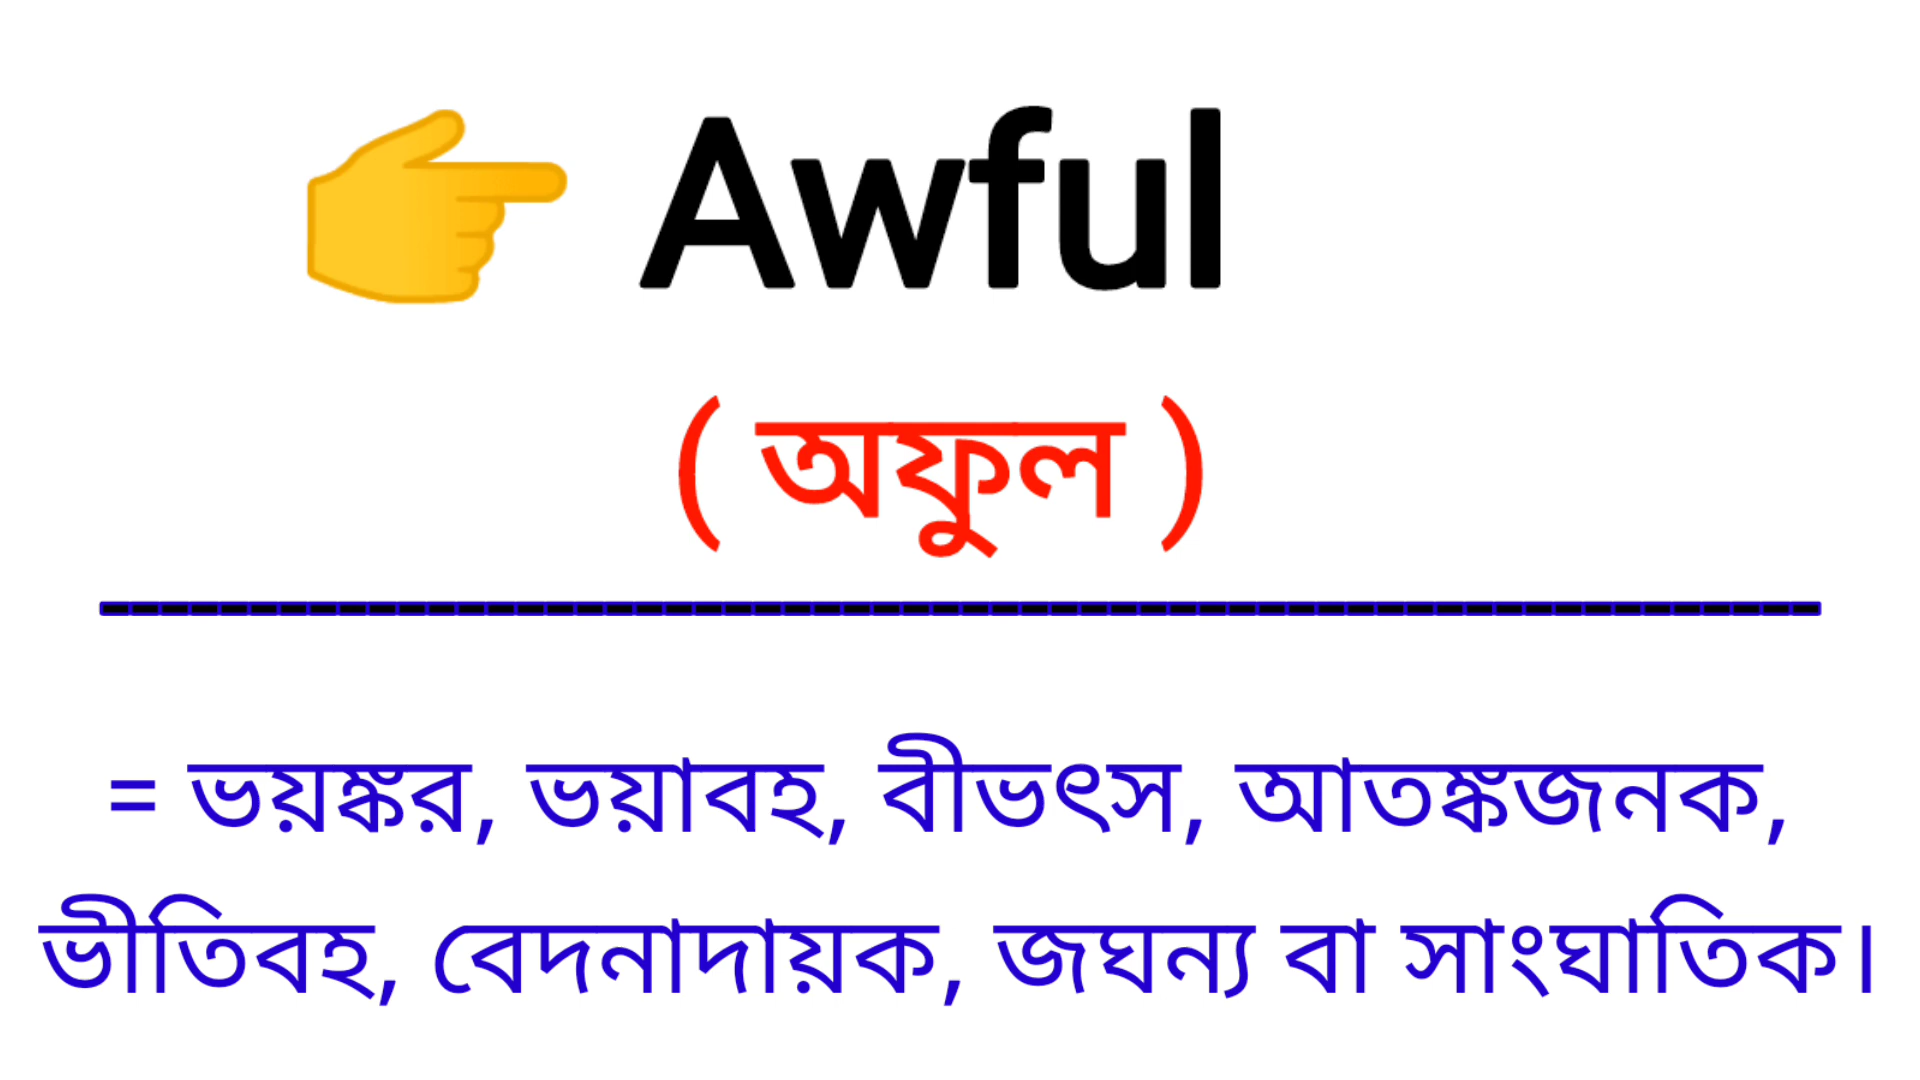 👉 Awful
( অফুল )
--------------------------------------------------------
= ভয়ঙ্কর, ভয়াবহ, বীভৎস, আতঙ্কজনক,
ভীতিবহ, বেদনাদায়ক, জঘন্য বা সাংঘাতিক।